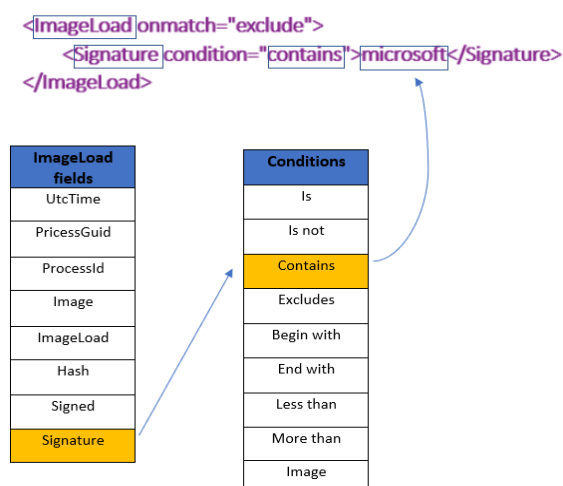 <ImageLoad onmatch="exclude">
<Signature condition="contains">microsoft</Signature>
</ImageLoad>
ImageLoad
fields
UtcTime
PricessGuid
ProcessId
Image
ImageLoad
Hash
Signed
Signature
Conditions
Is
Is not
Contains
Excludes
Begin with
End with
Less than
More than
Image